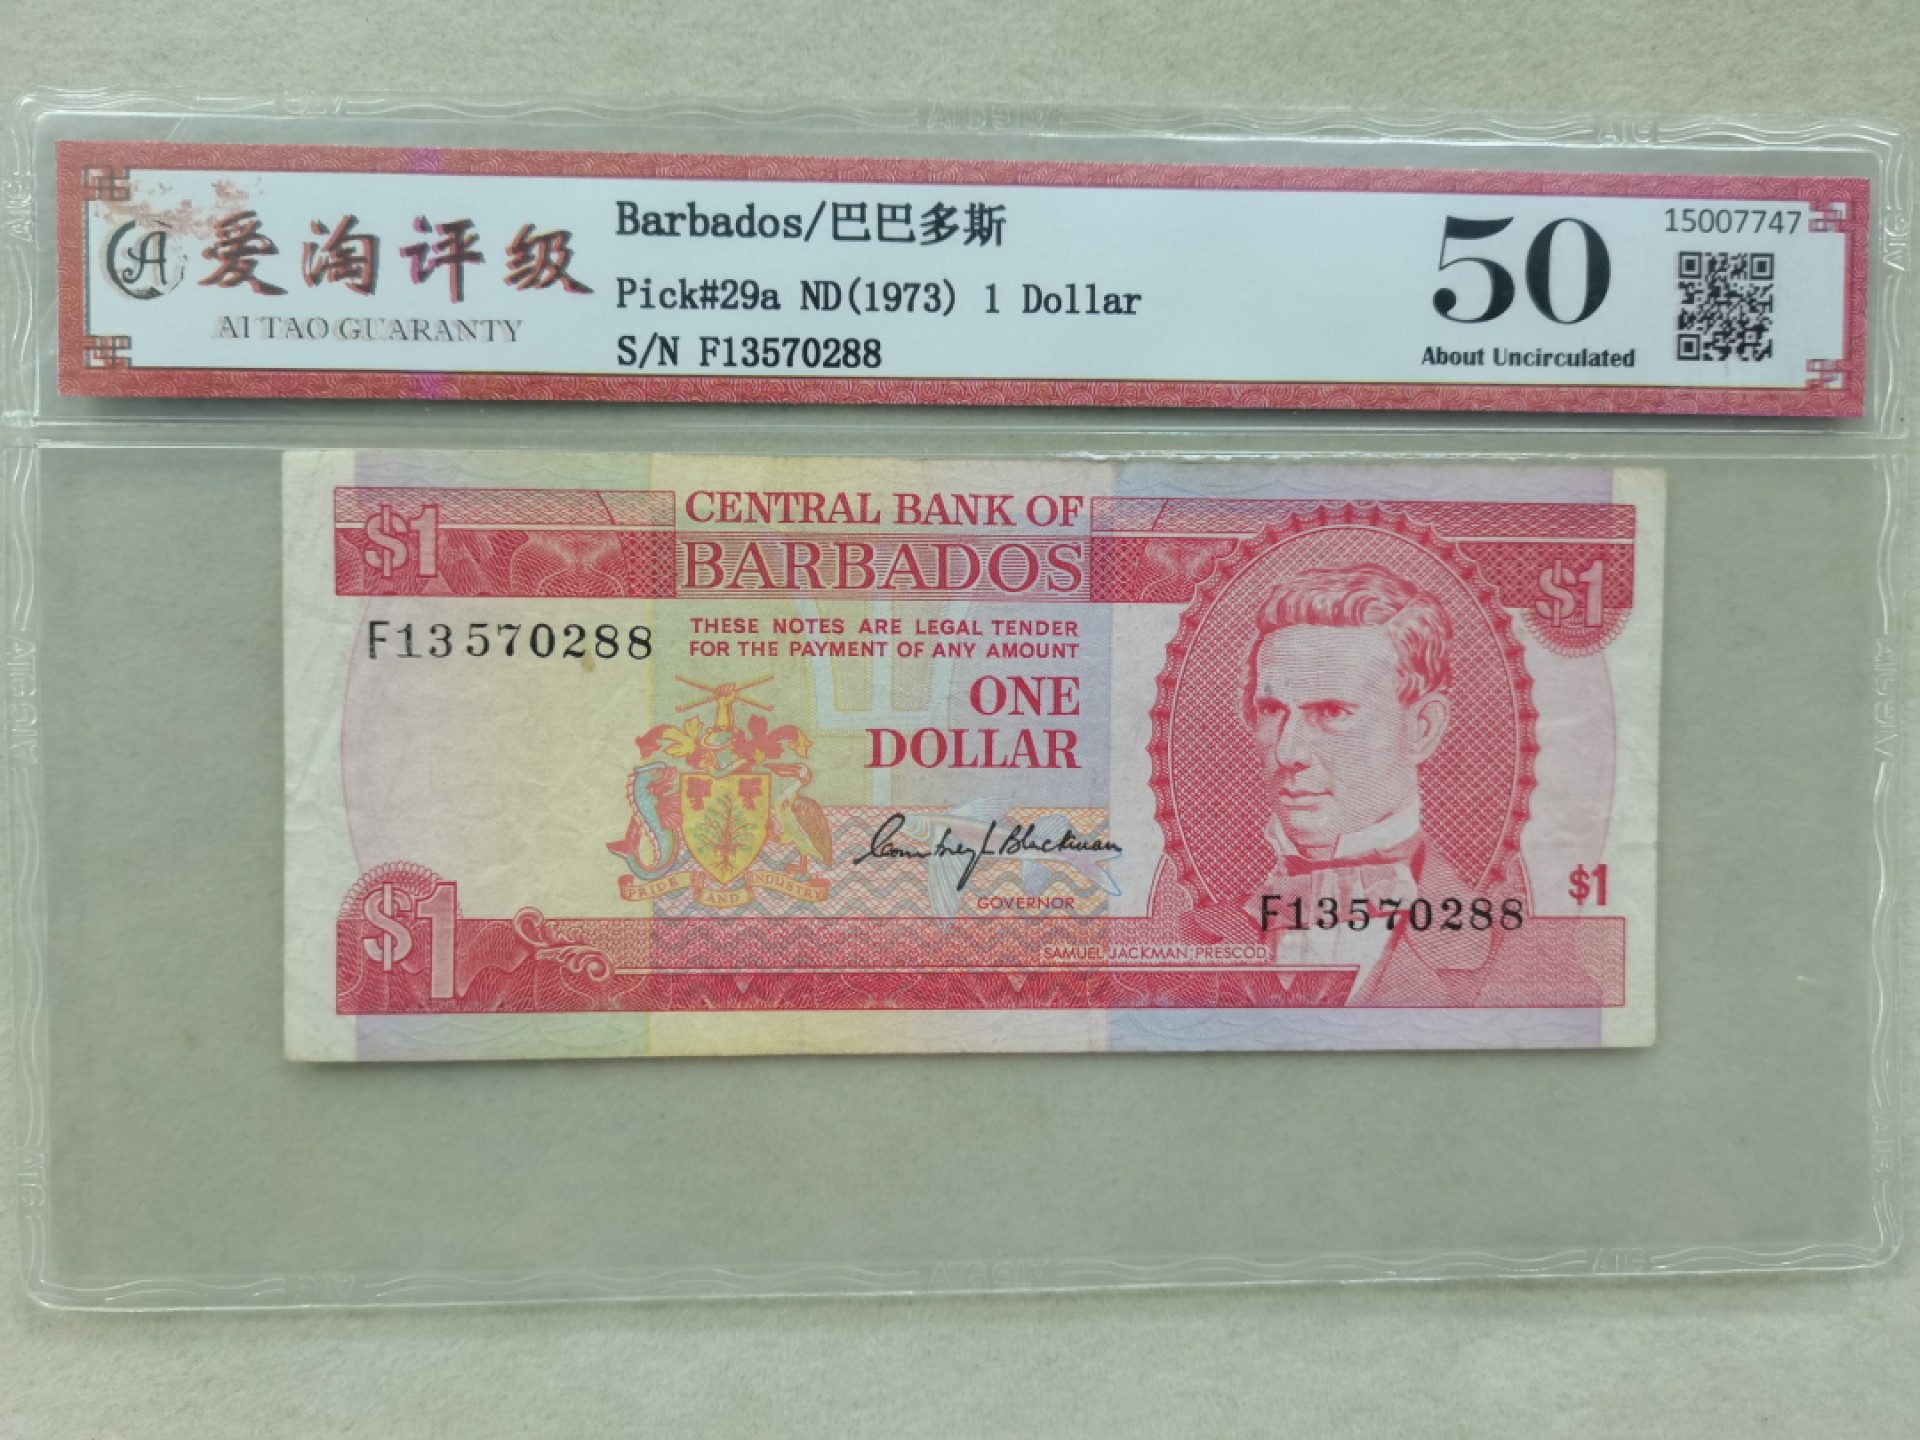 爱淘评级
AI TAO GUARANTY
Barbados/巴巴多斯
Pick#29a ND(1973) 1 Dollar
S/N F13570288
50
About Uncirculated
15007747
$1
CENTRAL BANK OF
BARBADOS
$1
F13570288
THESE NOTES ARE LEGAL TENDER
FOR THE PAYMENT OF ANY AMOUNT
ONE
DOLLAR
PRIDE AND INDUSTRY
Courtney L Blackman
GOVERNOR
$1
F13570288
$1
SAMUEL JACKMAN PRESCOD